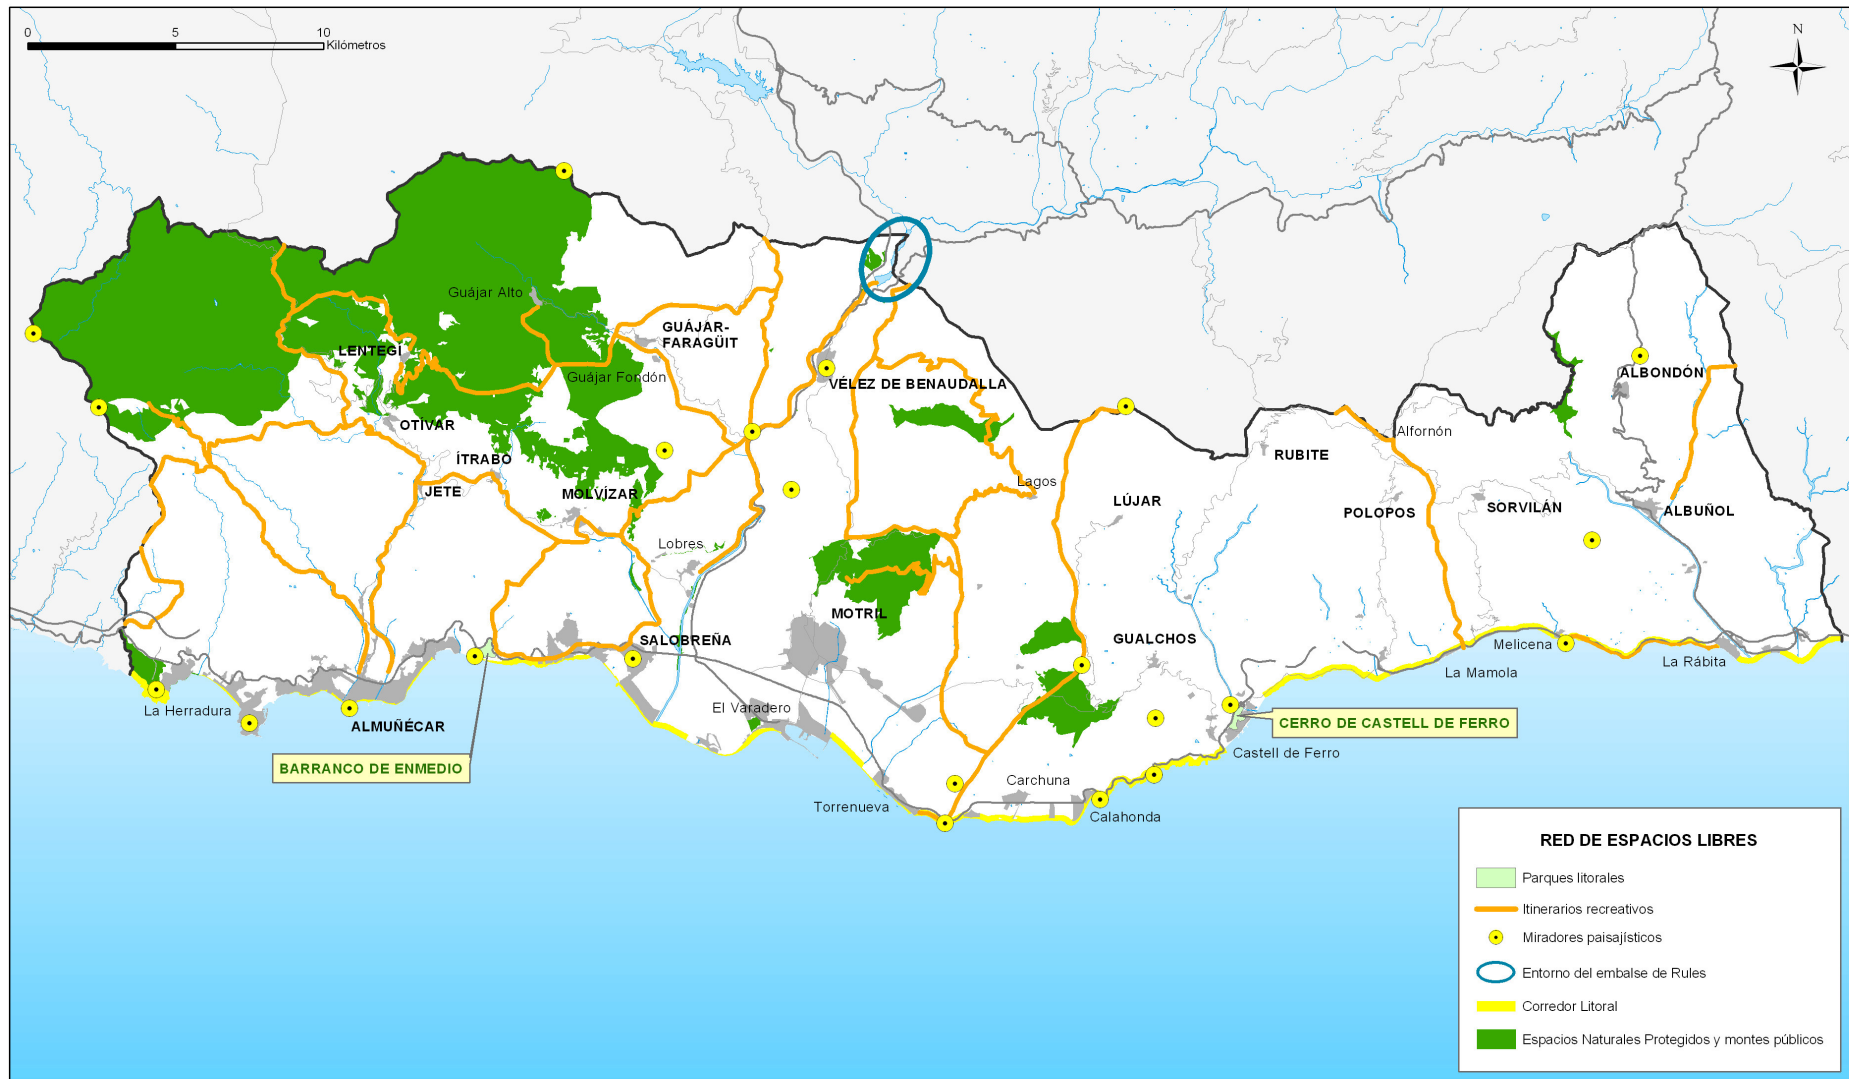 0 5 10
Kilómetros
N
Guájar Alto
GUÁJAR-
FARAGÜIT
LENTEGÍ
Guájar Fondón
VÉLEZ DE BENAUDALLA
ALBONDÓN
OTÍVAR
Alfornón
ÍTRABO
RUBITE
JETE
MOLVÍZAR
Lagos
LÚJAR
POLOPOS
SORVILÁN
ALBUÑOL
Lobres
MOTRIL
SALOBREÑA
GUALCHOS
Melicena
La Rábita
La Mamola
La Herradura
El Varadero
ALMUÑÉCAR
CERRO DE CASTELL DE FERRO
Castell de Ferro
BARRANCO DE ENMEDIO
Carchuna
Torrenueva
Calahonda
RED DE ESPACIOS LIBRES
Parques litorales
Itinerarios recreativos
Miradores paisajísticos
Entorno del embalse de Rules
Corredor Litoral
Espacios Naturales Protegidos y montes públicos